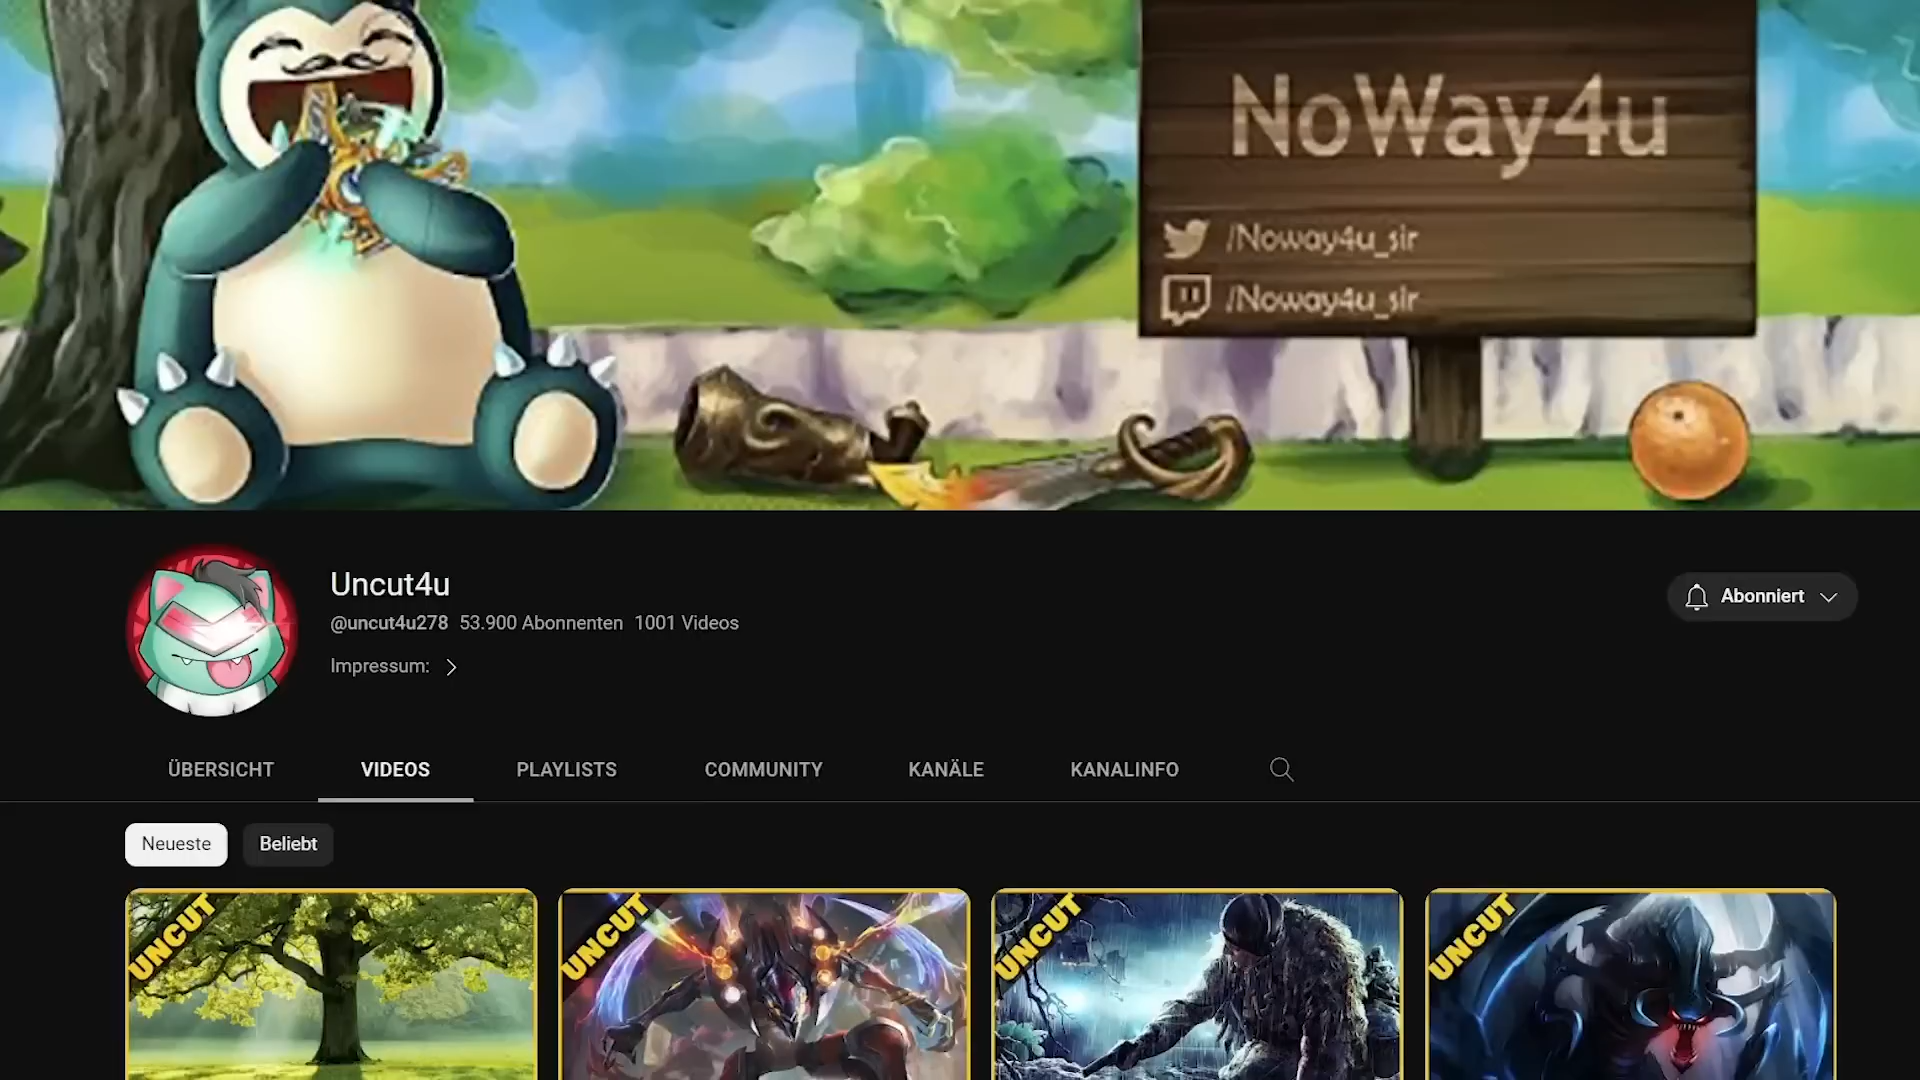 NoWay4u
/Noway4u_sir
/Noway4u_sir
Uncut4u
@uncut4u278 53.900 Abonnenten 1001 Videos
Impressum:
Abonniert
ÜBERSICHT VIDEOS PLAYLISTS COMMUNITY KANÄLE KANALINFO
Neueste Beliebt
UNCUT UNCUT UNCUT UNCUT